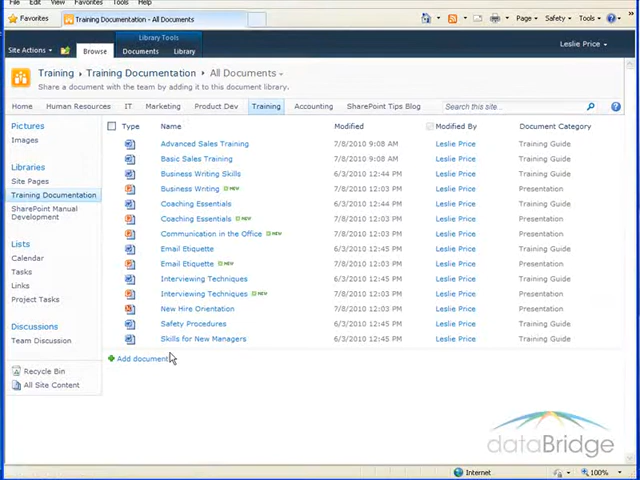 File Edit View Favorites Tools Help
Favorites Training Documentation - All Documents Page Safety Tools
Library Tools
Site Actions Browse Documents Library Leslie Price
Training Training Documentation All Documents
Share a document with the team by adding it to this document library.
Home Human Resources IT Marketing Product Dev Training Accounting SharePoint Tips Blog Search this site...
Pictures
Images
Libraries
Site Pages
Training Documentation
SharePoint Manual
Development
Lists
Calendar
Tasks
Links
Project Tasks
Discussions
Team Discussion
Recycle Bin
All Site Content
Type Name Modified Modified By Document Category
Advanced Sales Training 7/8/2010 9:08 AM Leslie Price Training Guide
Basic Sales Training 7/8/2010 9:08 AM Leslie Price Training Guide
Business Writing Skills 6/3/2010 12:44 PM Leslie Price Training Guide
Business Writing NEW 7/8/2010 12:03 PM Leslie Price Presentation
Coaching Essentials 6/3/2010 12:44 PM Leslie Price Training Guide
Coaching Essentials NEW 7/8/2010 12:03 PM Leslie Price Presentation
Communication in the Office NEW 7/8/2010 12:03 PM Leslie Price Presentation
Email Etiquette 6/3/2010 12:45 PM Leslie Price Training Guide
Email Etiquette NEW 7/8/2010 12:03 PM Leslie Price Presentation
Interviewing Techniques 6/3/2010 12:45 PM Leslie Price Training Guide
Interviewing Techniques NEW 7/8/2010 12:03 PM Leslie Price Presentation
New Hire Orientation 7/8/2010 12:03 PM Leslie Price Presentation
Safety Procedures 6/3/2010 12:45 PM Leslie Price Training Guide
Skills for New Managers 6/3/2010 12:45 PM Leslie Price Training Guide
Add document
dataBridge
Internet 100%